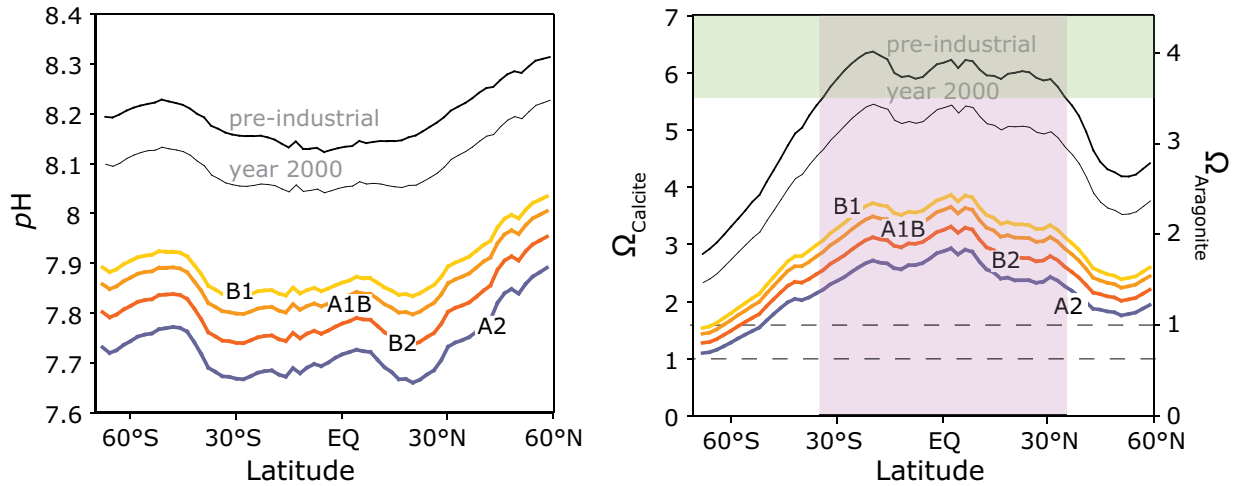 8.4
8.3
8.2
8.1
8
7.9
7.8
7.7
7.6
pH
pre-industrial
year 2000
B1
A1B
B2
A2
60°S
30°S
EQ
30°N
60°N
Latitude
7
6
5
4
3
2
1
0
ΩCalcite
pre-industrial
year 2000
B1
A1B
B2
A2
4
3
2
1
0
ΩAragonite
60°S
30°S
EQ
30°N
60°N
Latitude